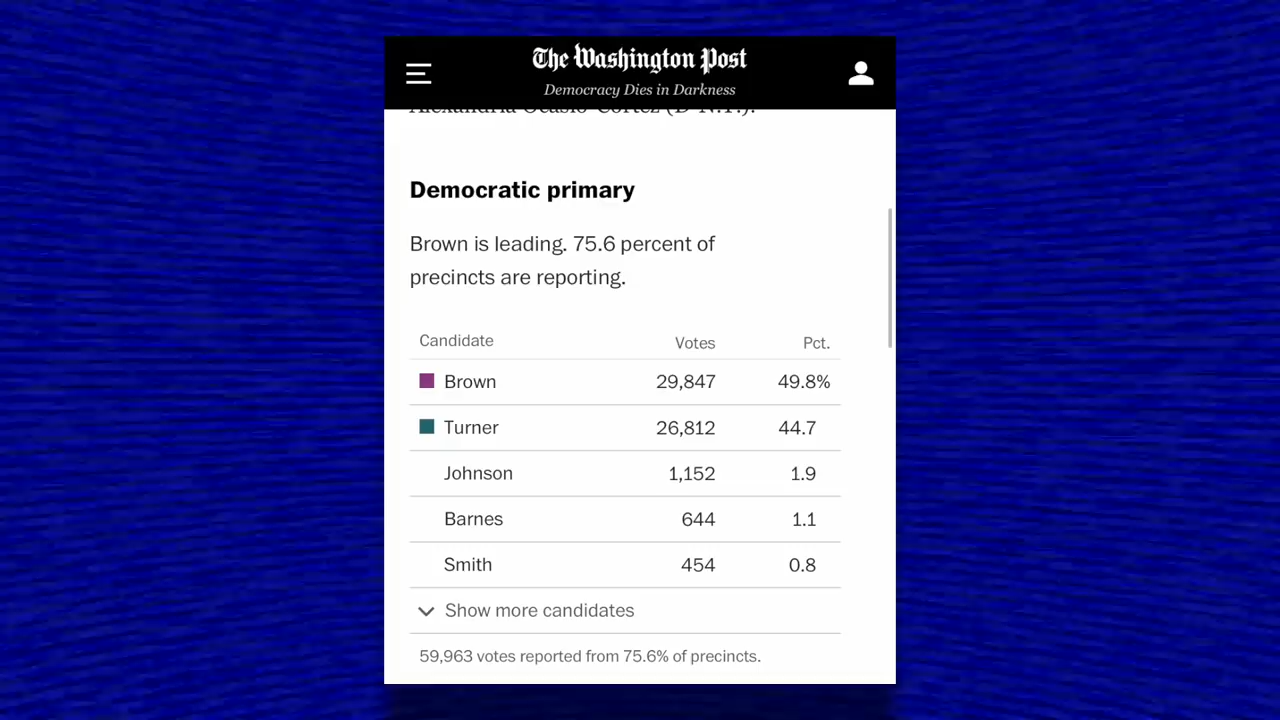 The Washington Post
Democracy Dies in Darkness
Alexandria Ocasio-Cortez (D-N.Y.).
Democratic primary
Brown is leading. 75.6 percent of
precincts are reporting.
Candidate Votes Pct.
Brown 29,847 49.8%
Turner 26,812 44.7
Johnson 1,152 1.9
Barnes 644 1.1
Smith 454 0.8
Show more candidates
59,963 votes reported from 75.6% of precincts.